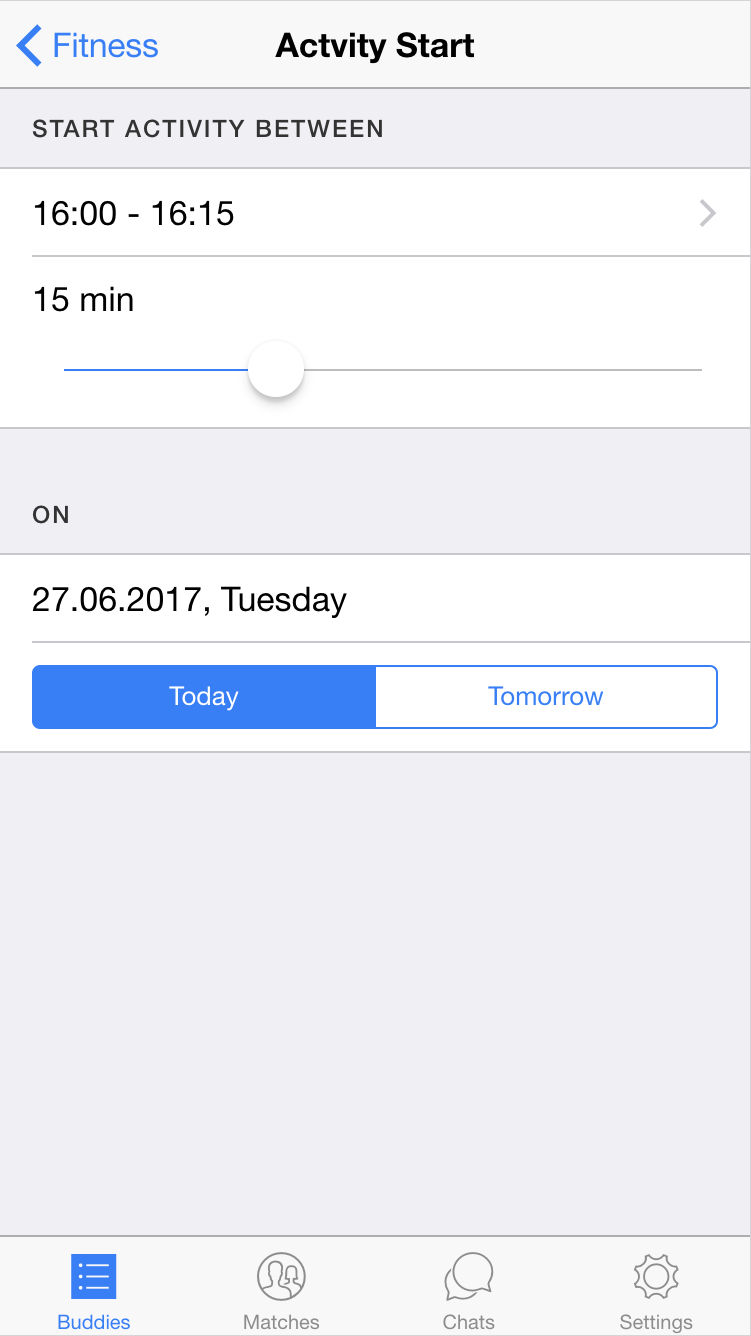 Fitness
Actvity Start
START ACTIVITY BETWEEN
16:00 - 16:15
15 min
ON
27.06.2017, Tuesday
Today
Tomorrow
Buddies
Matches
Chats
Settings